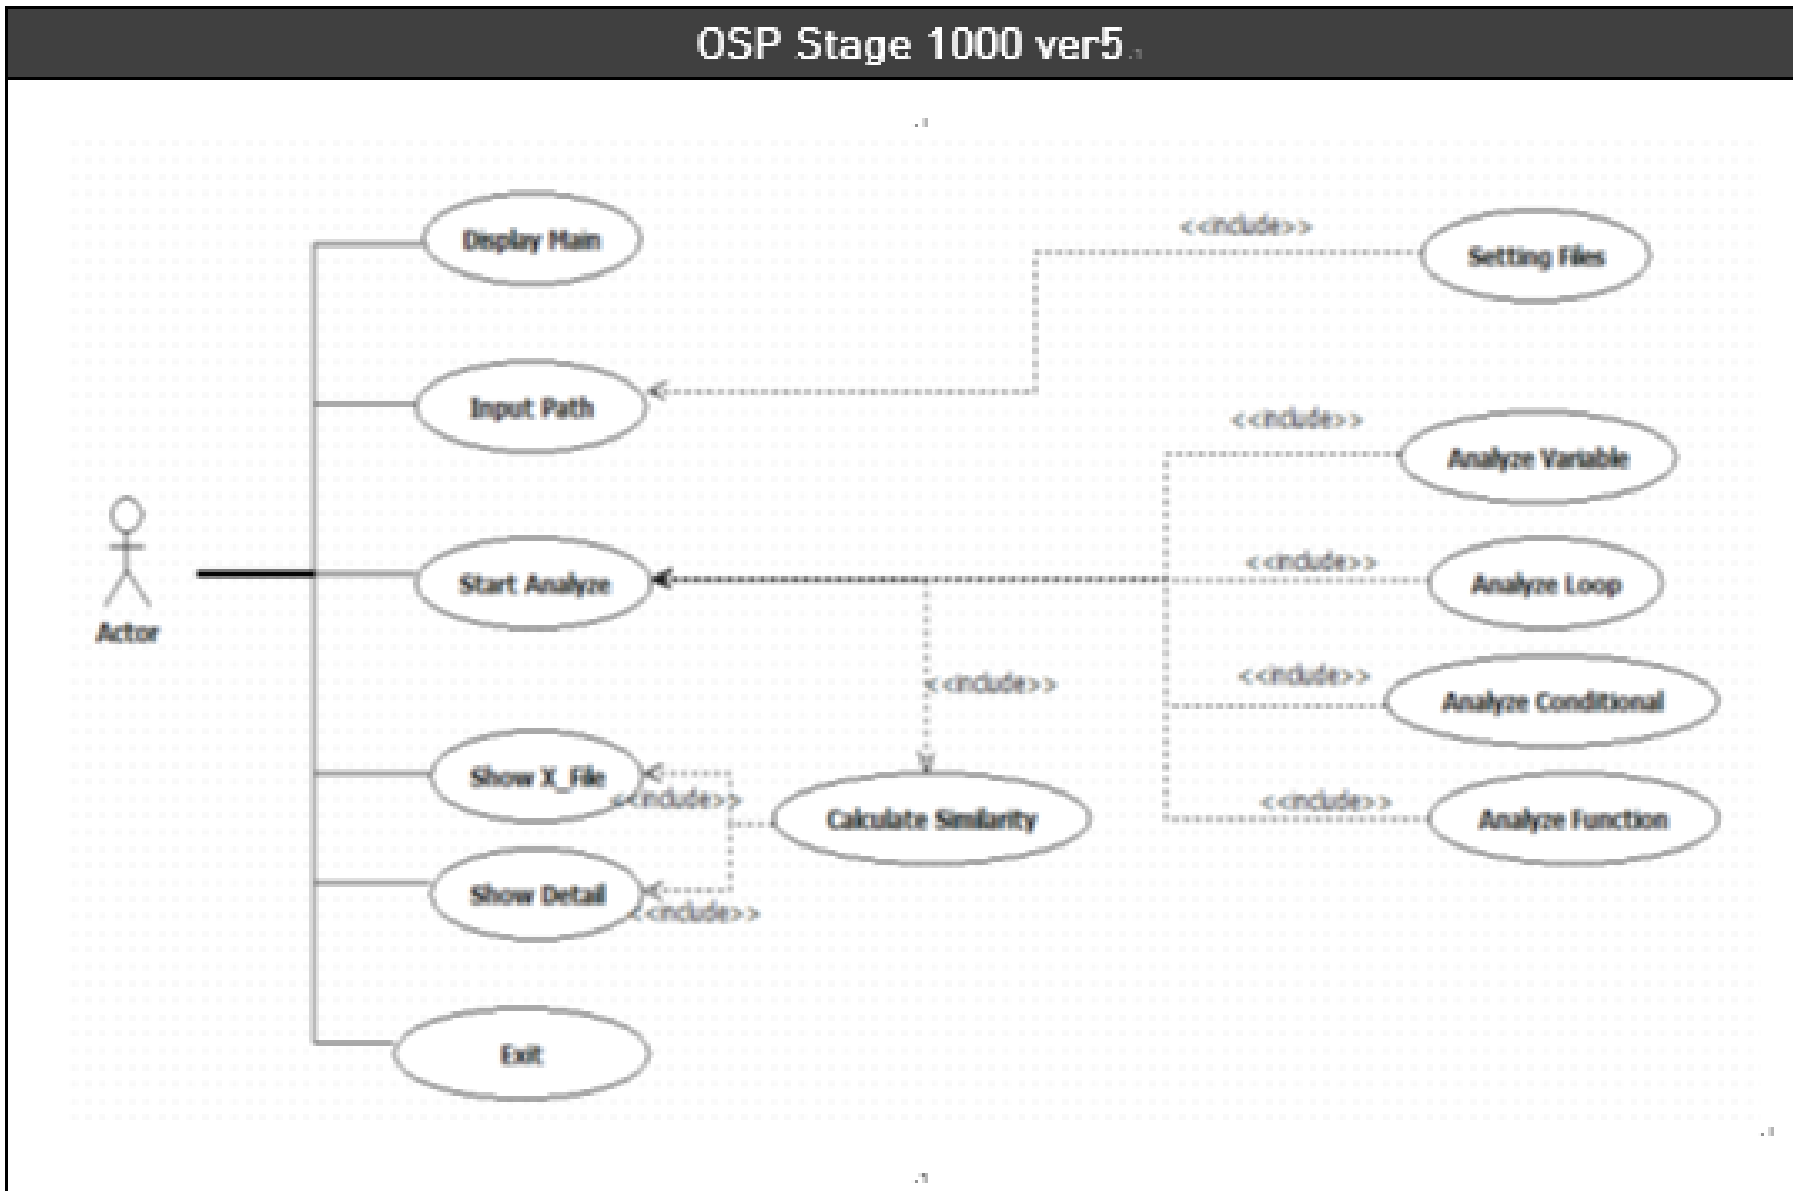 OSP Stage 1000 ver5
Display Main
<<include>>
Setting Files
Input Path
<<include>>
Analyze Variable
Actor
Start Analyze
<<include>>
Analyze Loop
<<include>>
<<include>>
Analyze Conditional
Show X_File
<<include>>
Calculate Similarity
<<include>>
Analyze Function
Show Detail
<<include>>
Exit